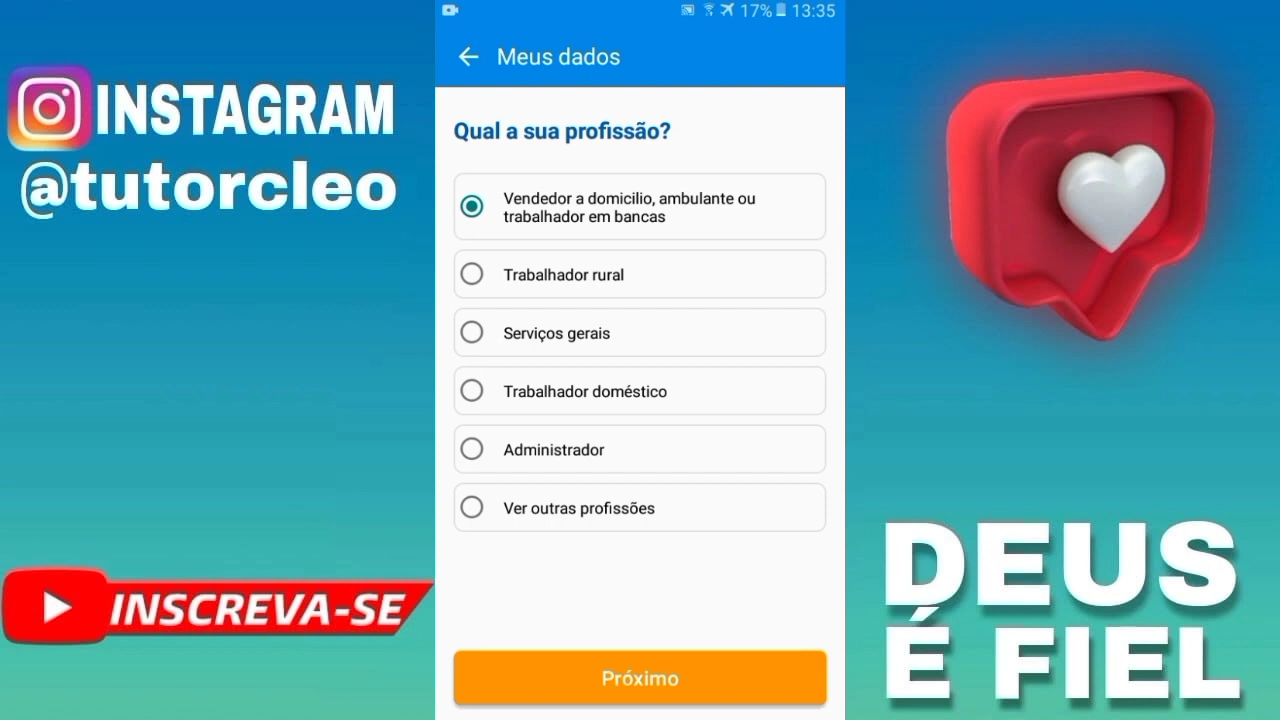 INSTAGRAM
@tutorcleo
INSCREVA-SE
17% 13:35
Meus dados
Qual a sua profissão?
Vendedor a domicilio, ambulante ou
trabalhador em bancas
Trabalhador rural
Serviços gerais
Trabalhador doméstico
Administrador
Ver outras profissões
Próximo
DEUS
É FIEL